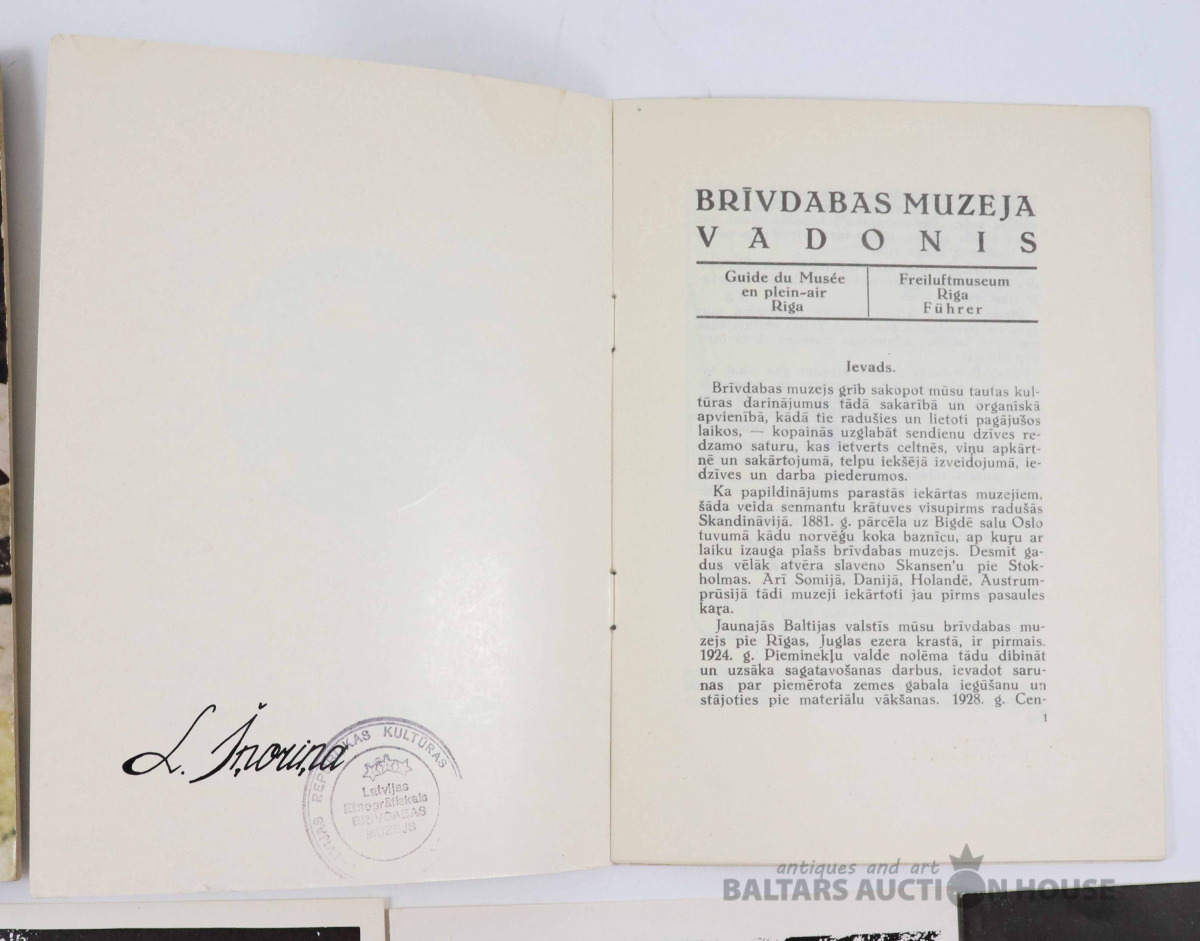 L. Šņoriņa
LATVIJAS REPUBLIKAS KULTŪRAS
Latvijas
Etnogrāfiskais
BRĪVDABAS
MUZEJS
BRĪVDABAS MUZEJA
VADONIS
Guide du Musée
en plein-air
Riga
Freiluftmuseum
Riga
Führer
Ievads.
Brīvdabas muzejs grib sakopot mūsu tautas kul-
tūras darinājumus tādā sakarībā un organiskā
apvienībā, kādā tie radušies un lietoti pagājušos
laikos, — kopainās uzglabāt sendienu dzīves re-
dzamo saturu, kas ietverts celtnēs, viņu apkārt-
nē un sakārtojumā, telpu iekšējā izveidojumā, ie-
dzīves un darba piederumos.
Ka papildinājums parastās iekārtas muzejiem,
šāda veida senmantu krātuves visupirms radušās
Skandināvijā. 1881. g. pārcēla uz Bigdē salu Oslo
tuvumā kādu norvēģu koka baznīcu, ap kuŗu ar
laiku izauga plašs brīvdabas muzejs. Desmit ga-
dus vēlāk atvēra slaveno Skansen'u pie Stok-
holmas. Arī Somijā, Danijā, Holandē, Austrum-
prūsijā tādi muzeji iekārtoti jau pirms pasaules
kaŗa.
Jaunajās Baltijas valstīs mūsu brīvdabas mu-
zejs pie Rīgas, Juglas ezera krastā, ir pirmais.
1924. g. Pieminekļu valde nolēma tādu dibināt
un uzsāka sagatavošanas darbus, ievadot saru-
nas par piemērota zemes gabala iegūšanu un
stājoties pie materiālu vākšanas. 1928. g. Cen-
1
antiques and art
BALTARS AUCTION HOUSE